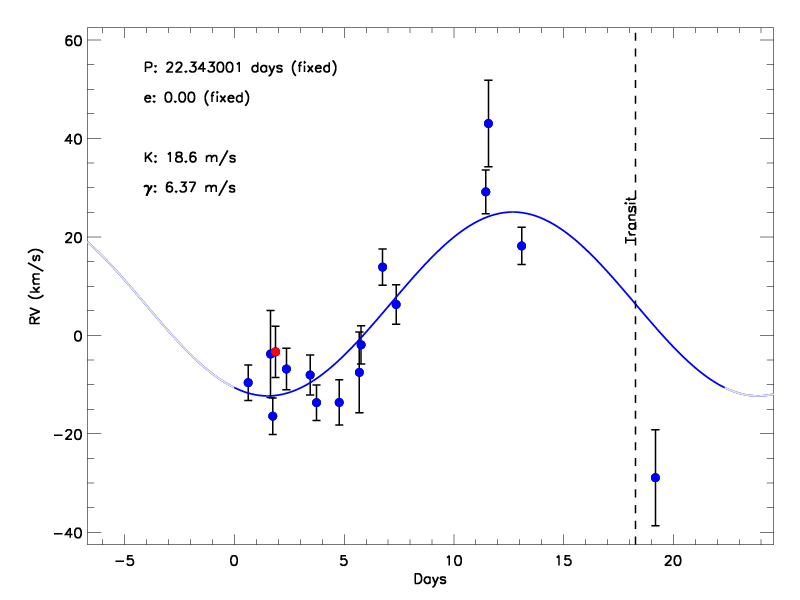 P: 22.343001 days (fixed)
e: 0.00 (fixed)
K: 18.6 m/s
γ: 6.37 m/s
Transit
RV (km/s)
60
40
20
0
−20
−40
−5
0
5
10
15
20
Days